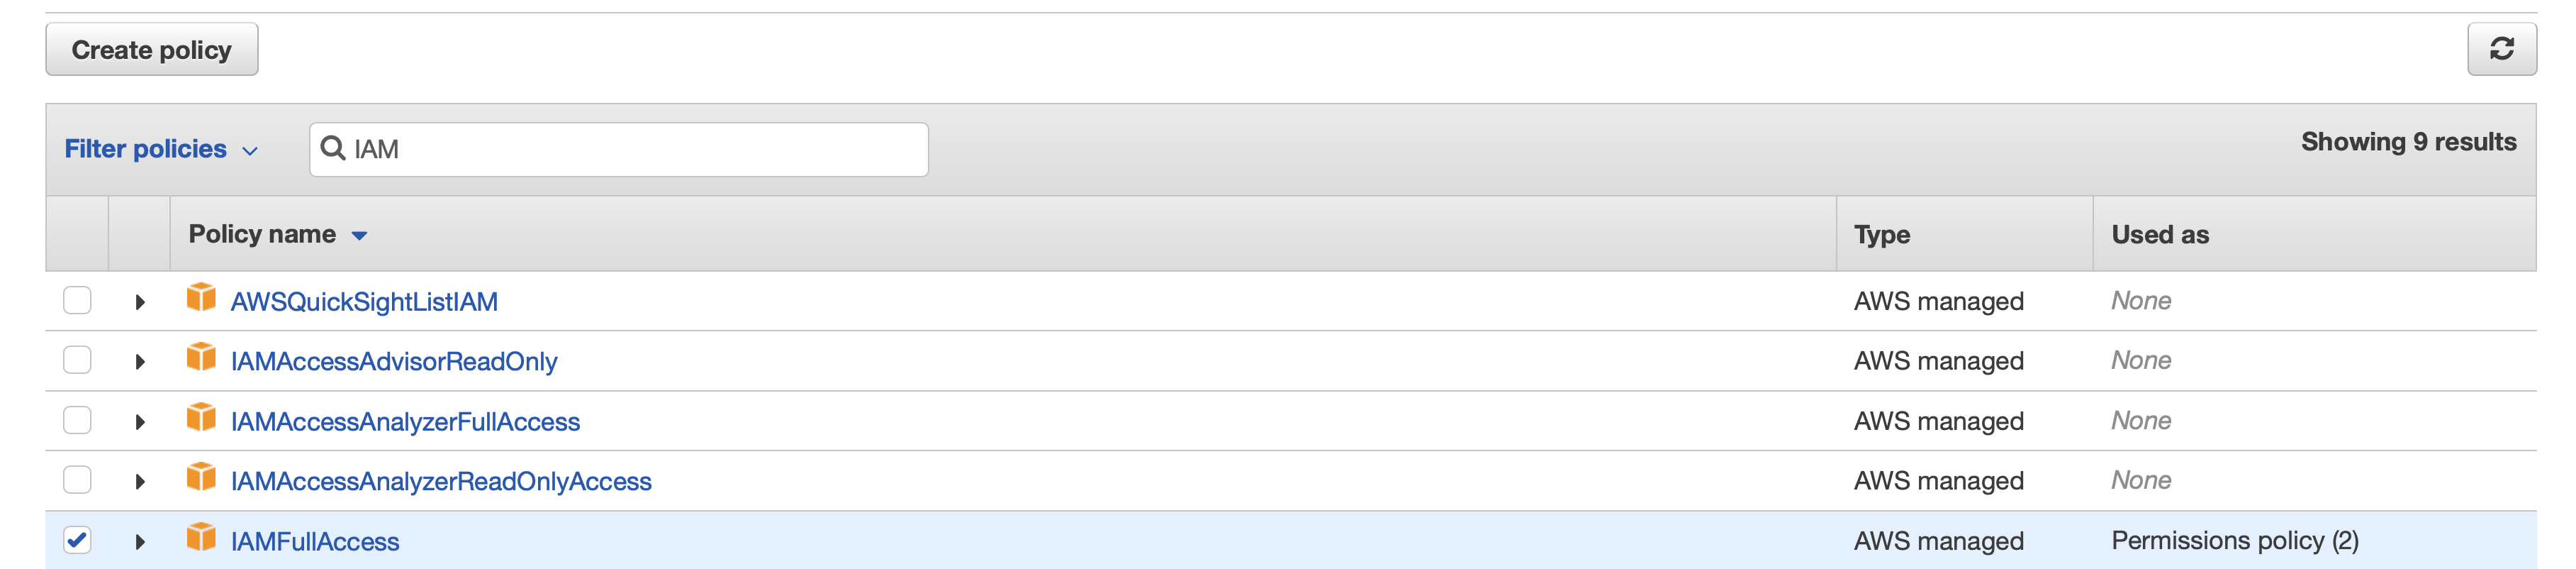 Create policy
Filter policies IAM Showing 9 results
Policy name Type Used as
AWSQuickSightListIAM AWS managed None
IAMAccessAdvisorReadOnly AWS managed None
IAMAccessAnalyzerFullAccess AWS managed None
IAMAccessAnalyzerReadOnlyAccess AWS managed None
IAMFullAccess AWS managed Permissions policy (2)